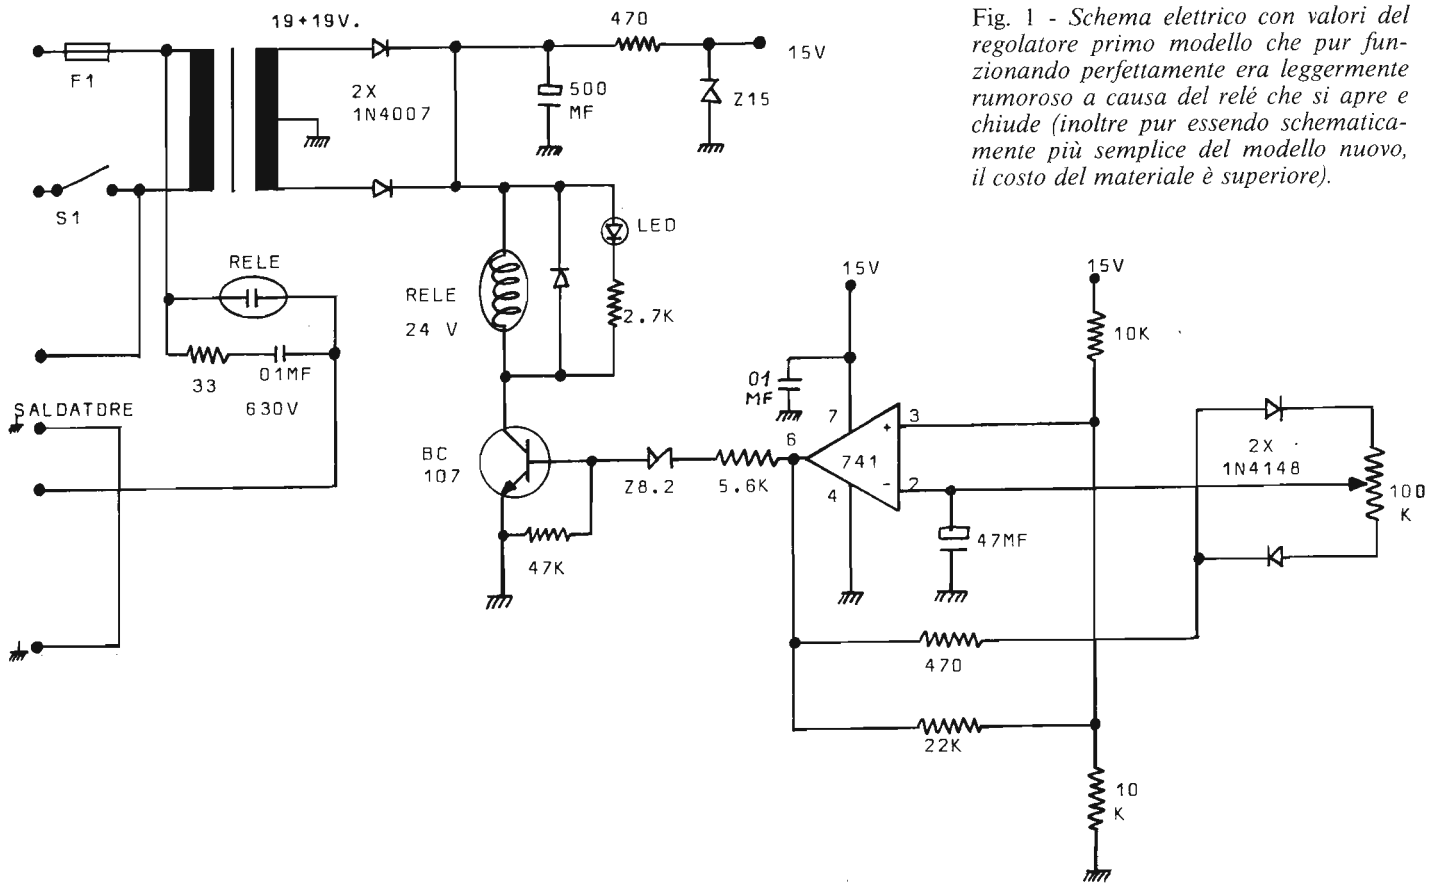 Fig. 1 - Schema elettrico con valori del
regolatore primo modello che pur fun-
zionando perfettamente era leggermente
rumoroso a causa del relé che si apre e
chiude (inoltre pur essendo schematica-
mente più semplice del modello nuovo,
il costo del materiale è superiore).
19+19V.
470
15V
F1
2X
1N4007
500
MF
Z15
S1
LED
RELE
RELE
24 V
2.7K
15V
15V
10K
33
01MF
630V
01
MF
SALDATORE
7
3
+
6
741
BC
107
Z8.2
5.6K
4
-
2
2X
1N4148
100
K
47MF
47K
470
22K
10
K